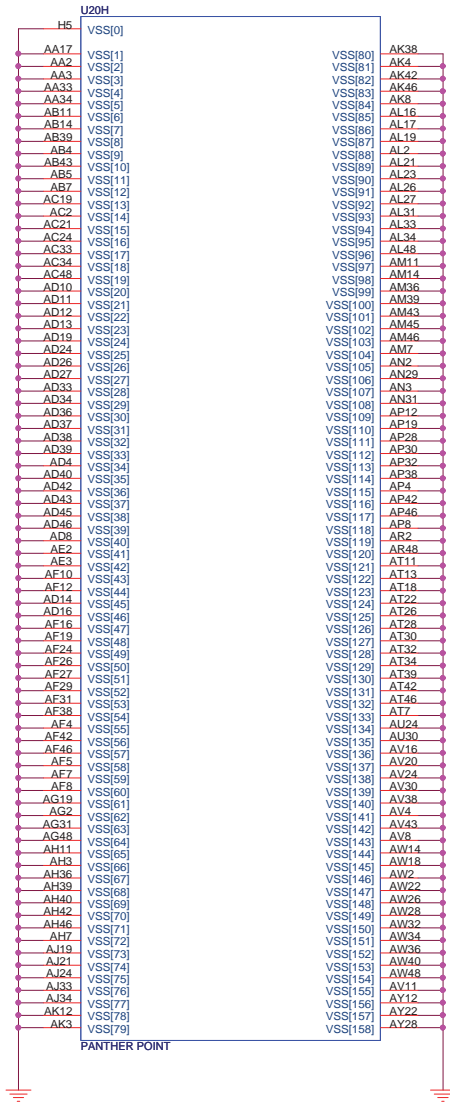 U20H
H5 VSS[0]
AA17 VSS[1] VSS[80] AK38
AA2 VSS[2] VSS[81] AK4
AA3 VSS[3] VSS[82] AK42
AA33 VSS[4] VSS[83] AK46
AA34 VSS[5] VSS[84] AK8
AB11 VSS[6] VSS[85] AL16
AB14 VSS[7] VSS[86] AL17
AB39 VSS[8] VSS[87] AL19
AB4 VSS[9] VSS[88] AL2
AB43 VSS[10] VSS[89] AL21
AB5 VSS[11] VSS[90] AL23
AB7 VSS[12] VSS[91] AL26
AC19 VSS[13] VSS[92] AL27
AC2 VSS[14] VSS[93] AL31
AC21 VSS[15] VSS[94] AL33
AC24 VSS[16] VSS[95] AL34
AC33 VSS[17] VSS[96] AL48
AC34 VSS[18] VSS[97] AM11
AC48 VSS[19] VSS[98] AM14
AD10 VSS[20] VSS[99] AM36
AD11 VSS[21] VSS[100] AM39
AD12 VSS[22] VSS[101] AM43
AD13 VSS[23] VSS[102] AM45
AD19 VSS[24] VSS[103] AM46
AD24 VSS[25] VSS[104] AM7
AD26 VSS[26] VSS[105] AN2
AD27 VSS[27] VSS[106] AN29
AD33 VSS[28] VSS[107] AN3
AD34 VSS[29] VSS[108] AN31
AD36 VSS[30] VSS[109] AP12
AD37 VSS[31] VSS[110] AP19
AD38 VSS[32] VSS[111] AP28
AD39 VSS[33] VSS[112] AP30
AD4 VSS[34] VSS[113] AP32
AD40 VSS[35] VSS[114] AP38
AD42 VSS[36] VSS[115] AP4
AD43 VSS[37] VSS[116] AP42
AD45 VSS[38] VSS[117] AP46
AD46 VSS[39] VSS[118] AP8
AD8 VSS[40] VSS[119] AR2
AE2 VSS[41] VSS[120] AR48
AE3 VSS[42] VSS[121] AT11
AF10 VSS[43] VSS[122] AT13
AF12 VSS[44] VSS[123] AT18
AD14 VSS[45] VSS[124] AT22
AD16 VSS[46] VSS[125] AT26
AF16 VSS[47] VSS[126] AT28
AF19 VSS[48] VSS[127] AT30
AF24 VSS[49] VSS[128] AT32
AF26 VSS[50] VSS[129] AT34
AF27 VSS[51] VSS[130] AT39
AF29 VSS[52] VSS[131] AT42
AF31 VSS[53] VSS[132] AT46
AF38 VSS[54] VSS[133] AT7
AF4 VSS[55] VSS[134] AU24
AF42 VSS[56] VSS[135] AU30
AF46 VSS[57] VSS[136] AV16
AF5 VSS[58] VSS[137] AV20
AF7 VSS[59] VSS[138] AV24
AF8 VSS[60] VSS[139] AV30
AG19 VSS[61] VSS[140] AV38
AG2 VSS[62] VSS[141] AV4
AG31 VSS[63] VSS[142] AV43
AG48 VSS[64] VSS[143] AV8
AH11 VSS[65] VSS[144] AW14
AH3 VSS[66] VSS[145] AW18
AH36 VSS[67] VSS[146] AW2
AH39 VSS[68] VSS[147] AW22
AH40 VSS[69] VSS[148] AW26
AH42 VSS[70] VSS[149] AW28
AH46 VSS[71] VSS[150] AW32
AH7 VSS[72] VSS[151] AW34
AJ19 VSS[73] VSS[152] AW36
AJ21 VSS[74] VSS[153] AW40
AJ24 VSS[75] VSS[154] AW48
AJ33 VSS[76] VSS[155] AV11
AJ34 VSS[77] VSS[156] AY12
AK12 VSS[78] VSS[157] AY22
AK3 VSS[79] VSS[158] AY28
PANTHER POINT